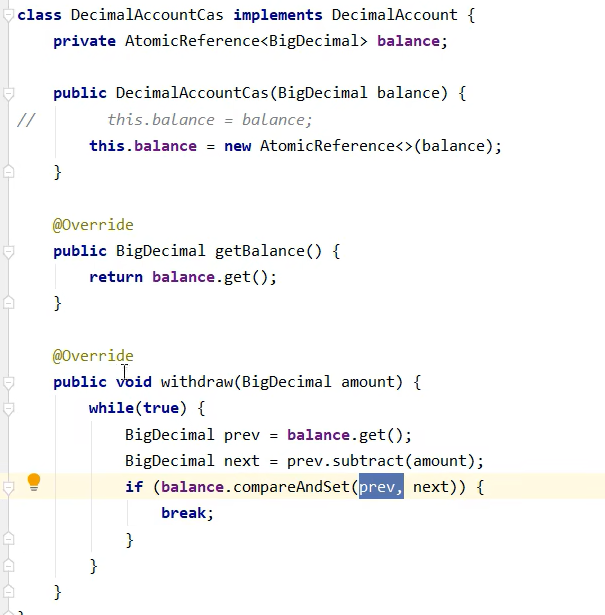 class DecimalAccountCas implements DecimalAccount {
    private AtomicReference<BigDecimal> balance;

    public DecimalAccountCas(BigDecimal balance) {
//        this.balance = balance;
        this.balance = new AtomicReference<>(balance);
    }

    @Override
    public BigDecimal getBalance() {
        return balance.get();
    }

    @Override
    public void withdraw(BigDecimal amount) {
        while(true) {
            BigDecimal prev = balance.get();
            BigDecimal next = prev.subtract(amount);
            if (balance.compareAndSet(prev, next)) {
                break;
            }
        }
    }
}